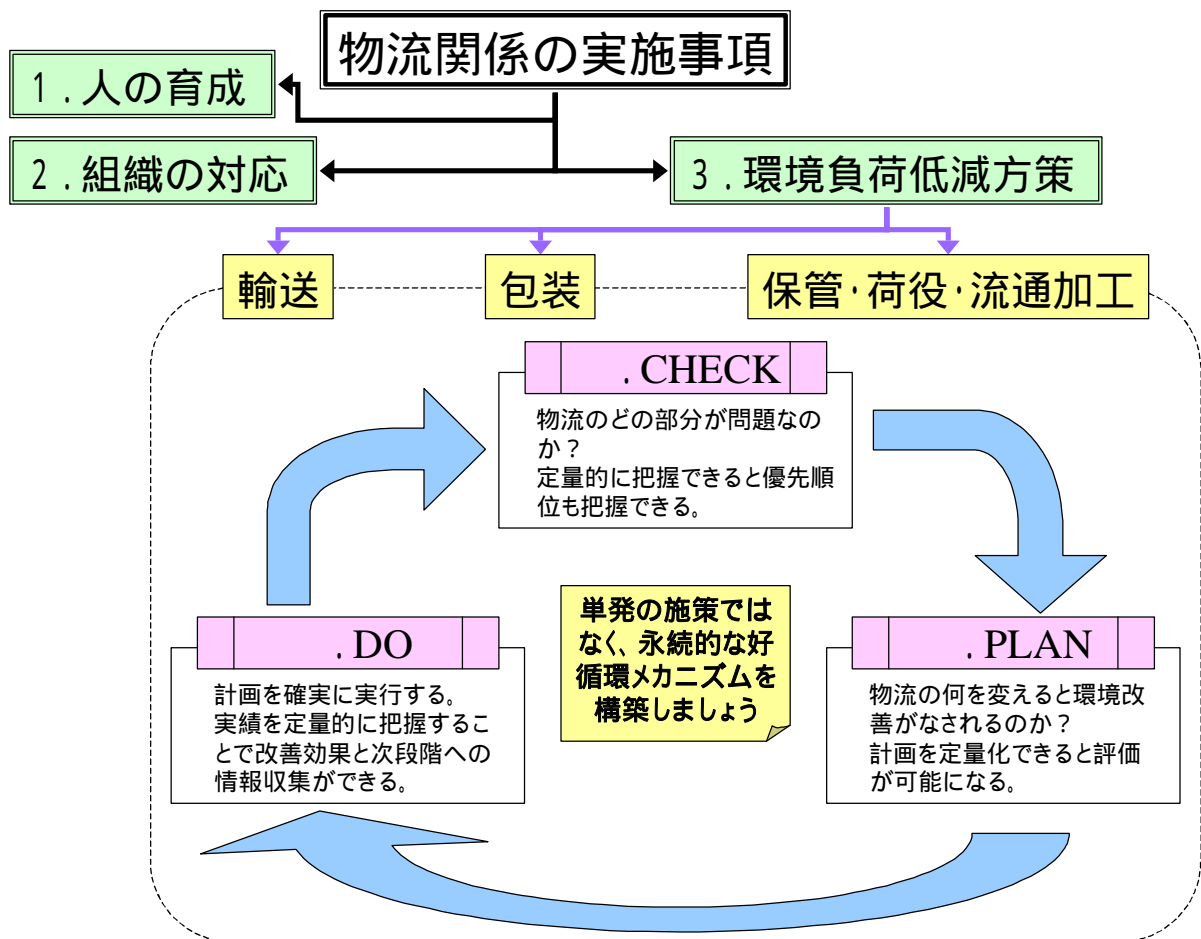 物流関係の実施事項
1.人の育成
2.組織の対応
3.環境負荷低減方策
輸送
包装
保管・荷役・流通加工
.CHECK
物流のどの部分が問題なの
か?
定量的に把握できると優先順
位も把握できる。
.DO
計画を確実に実行する。
実績を定量的に把握するこ
とで改善効果と次段階への
情報収集ができる。
単発の施策では
なく、永続的な好
循環メカニズムを
構築しましょう
.PLAN
物流の何を変えると環境改
善がなされるのか?
計画を定量化できると評価
が可能になる。